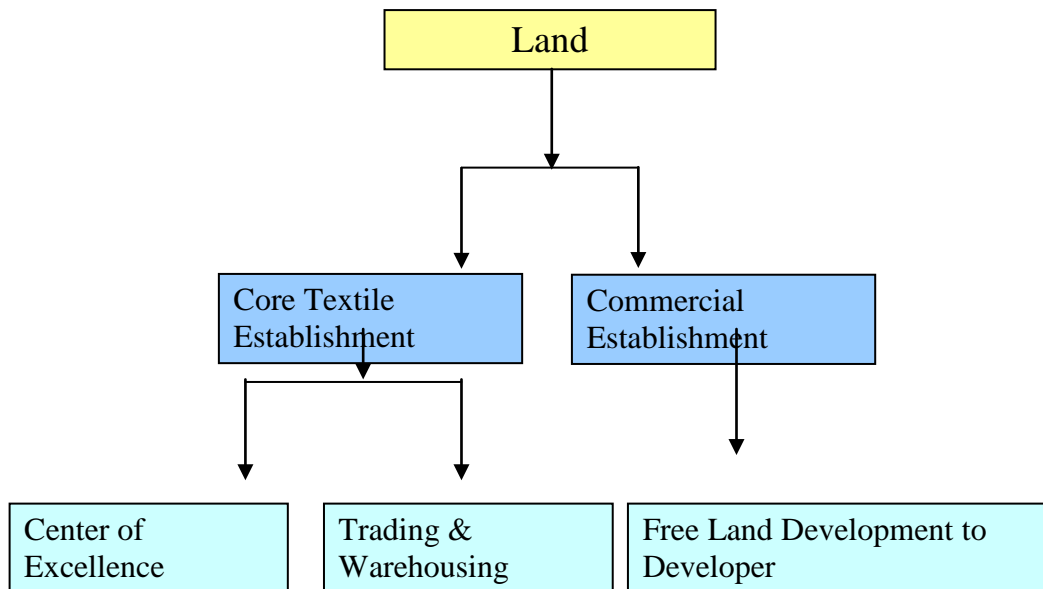 Land
Core Textile
Establishment
Commercial
Establishment
Center of
Excellence
Trading &
Warehousing
Free Land Development to
Developer